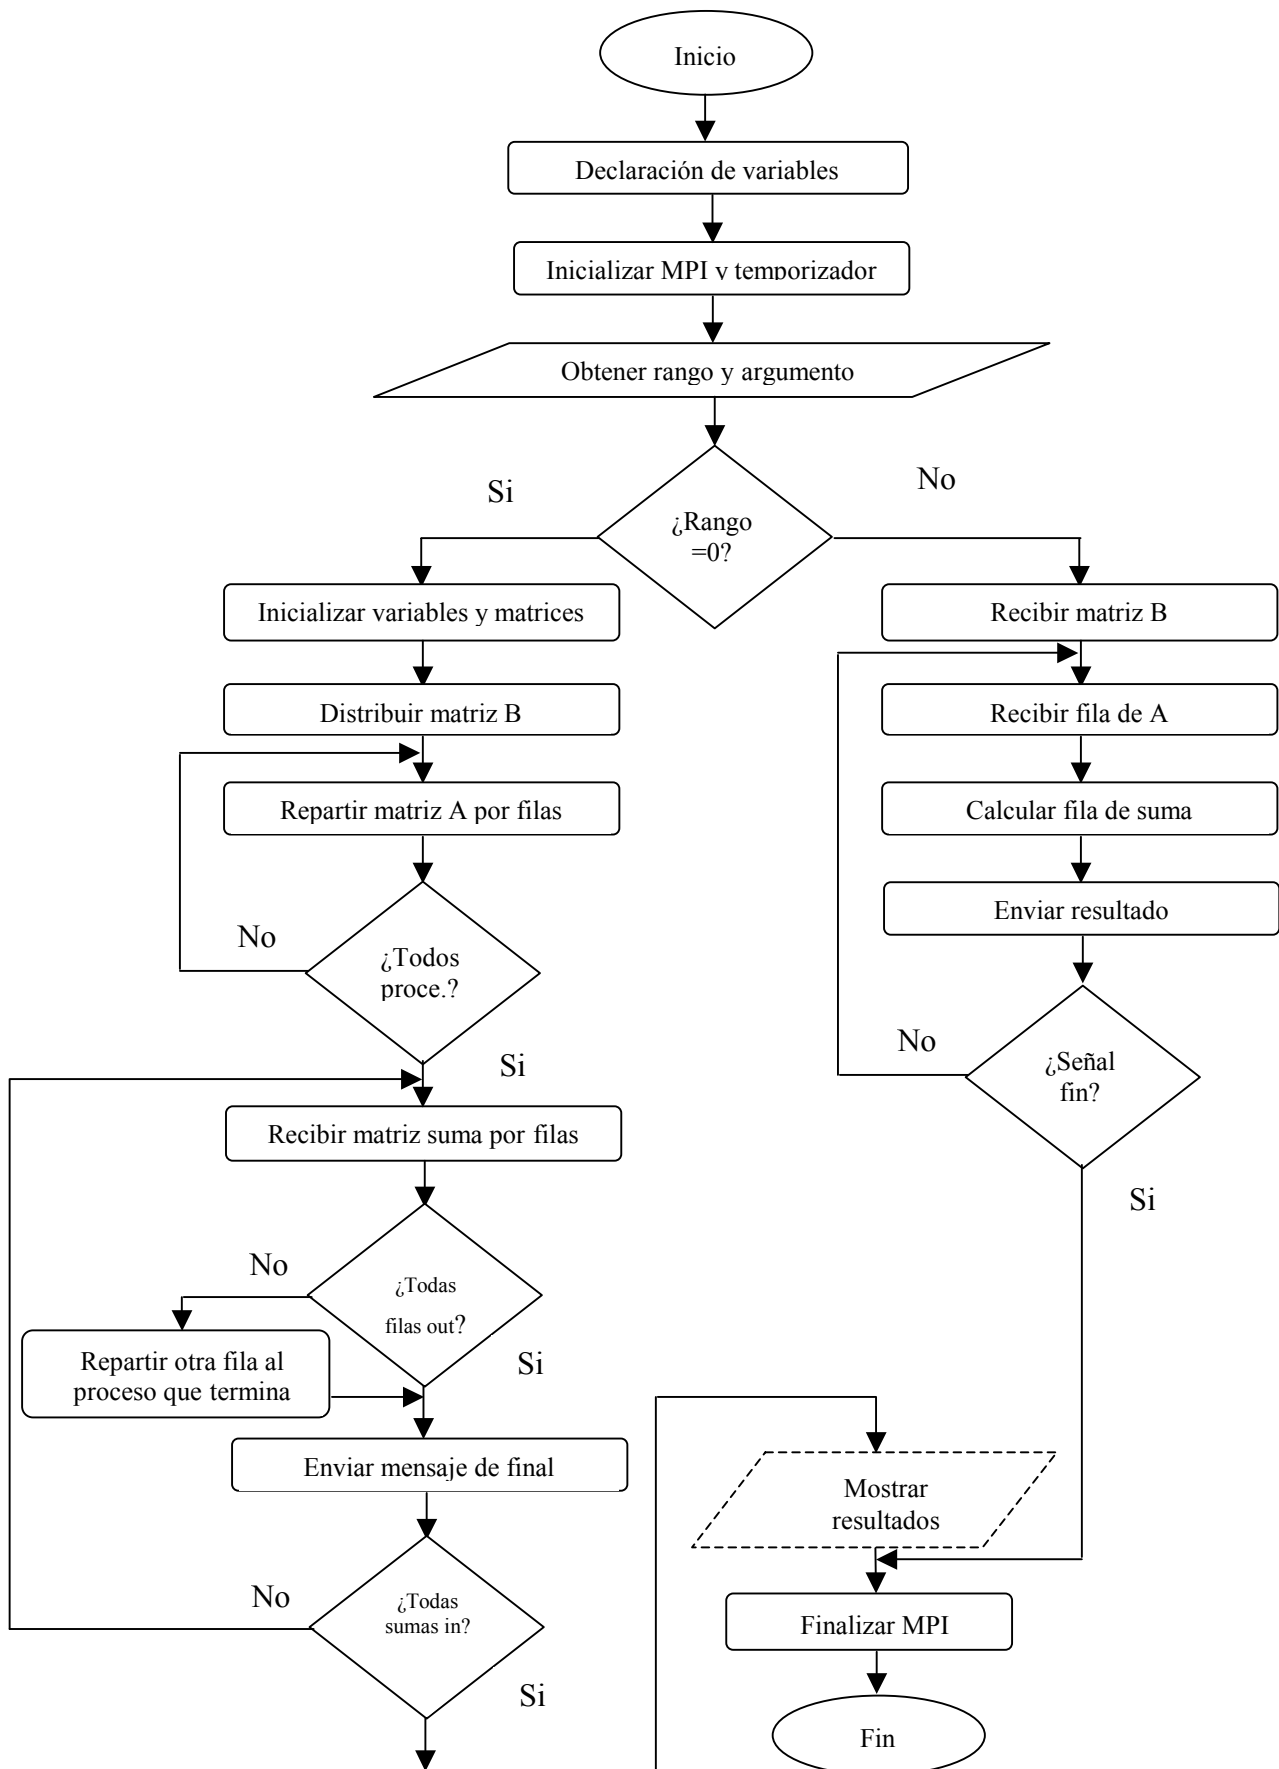 Inicio
Declaración de variables
Inicializar MPI y temporizador
Obtener rango y argumento
Si
No
¿Rango
=0?
Inicializar variables y matrices
Recibir matriz B
Distribuir matriz B
Recibir fila de A
Repartir matriz A por filas
Calcular fila de suma
Enviar resultado
No
¿Todos
proce.?
Si
No
¿Señal
fin?
Si
Recibir matriz suma por filas
No
¿Todas
filas out?
Si
Repartir otra fila al
proceso que termina
Enviar mensaje de final
Mostrar
resultados
No
¿Todas
sumas in?
Si
Finalizar MPI
Fin